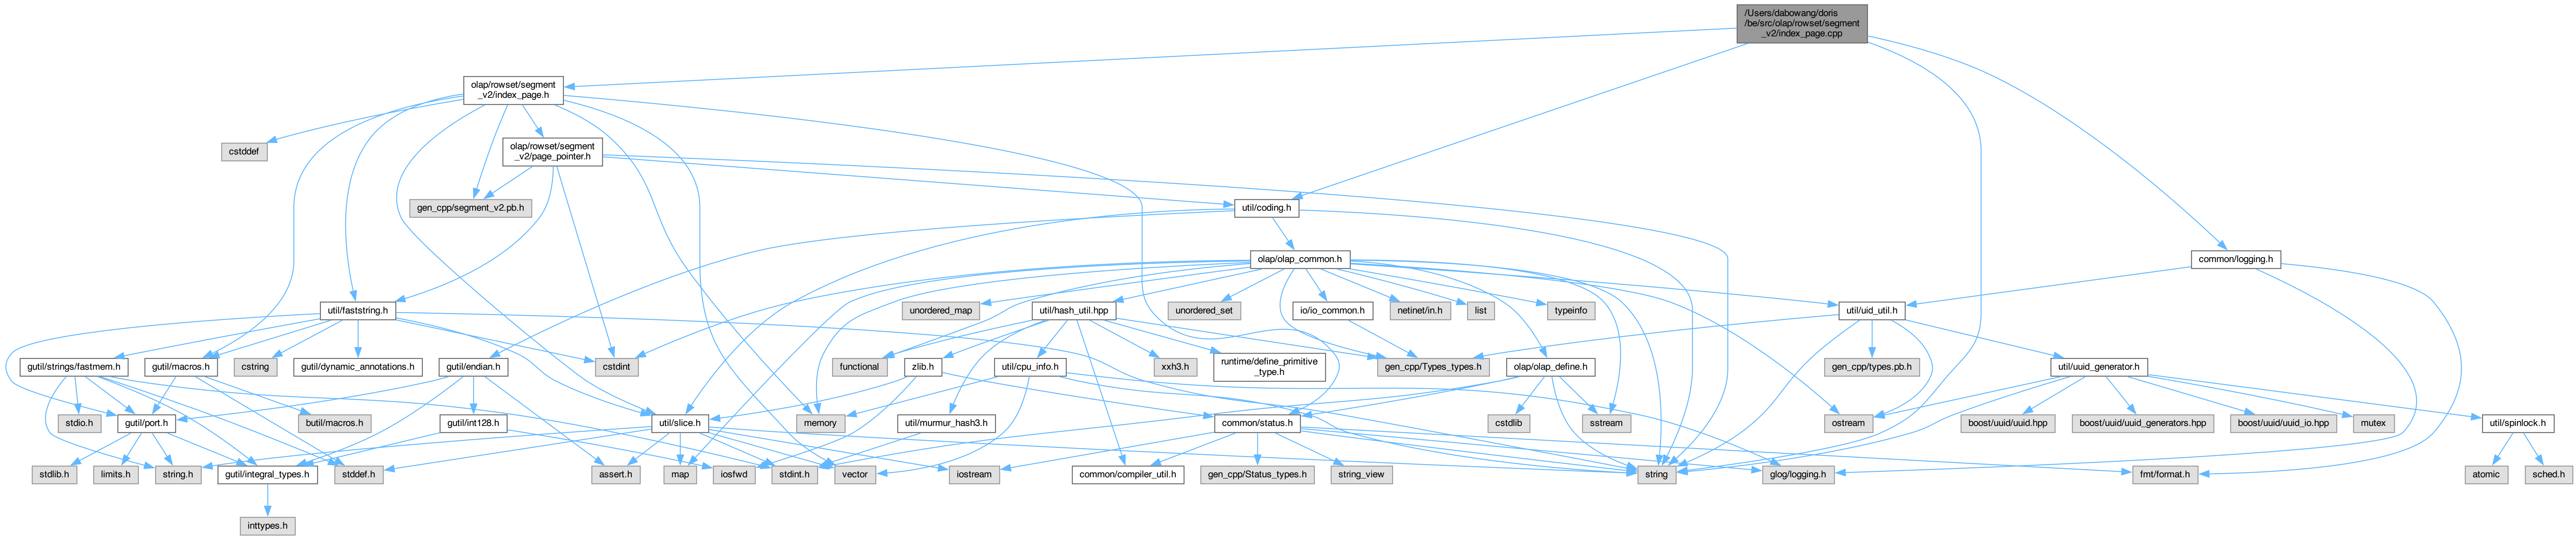 /Users/dabowang/doris
/be/src/olap/rowset/segment
_v2/index_page.cpp
olap/rowset/segment
_v2/index_page.h
cstddef
olap/rowset/segment
_v2/page_pointer.h
gen_cpp/segment_v2.pb.h
util/coding.h
olap/olap_common.h
common/logging.h
util/faststring.h
unordered_map
util/hash_util.hpp
unordered_set
io/io_common.h
netinet/in.h
list
typeinfo
util/uid_util.h
gutil/strings/fastmem.h
gutil/macros.h
cstring
gutil/dynamic_annotations.h
gutil/endian.h
cstdint
functional
zlib.h
util/cpu_info.h
xxh3.h
runtime/define_primitive
_type.h
gen_cpp/Types_types.h
olap/olap_define.h
gen_cpp/types.pb.h
util/uuid_generator.h
stdio.h
gutil/port.h
butil/macros.h
gutil/int128.h
util/slice.h
memory
util/murmur_hash3.h
common/status.h
cstdlib
sstream
ostream
boost/uuid/uuid.hpp
boost/uuid/uuid_generators.hpp
boost/uuid/uuid_io.hpp
mutex
util/spinlock.h
stdlib.h
limits.h
string.h
gutil/integral_types.h
stddef.h
assert.h
map
iosfwd
stdint.h
vector
iostream
common/compiler_util.h
gen_cpp/Status_types.h
string_view
string
glog/logging.h
fmt/format.h
atomic
sched.h
inttypes.h